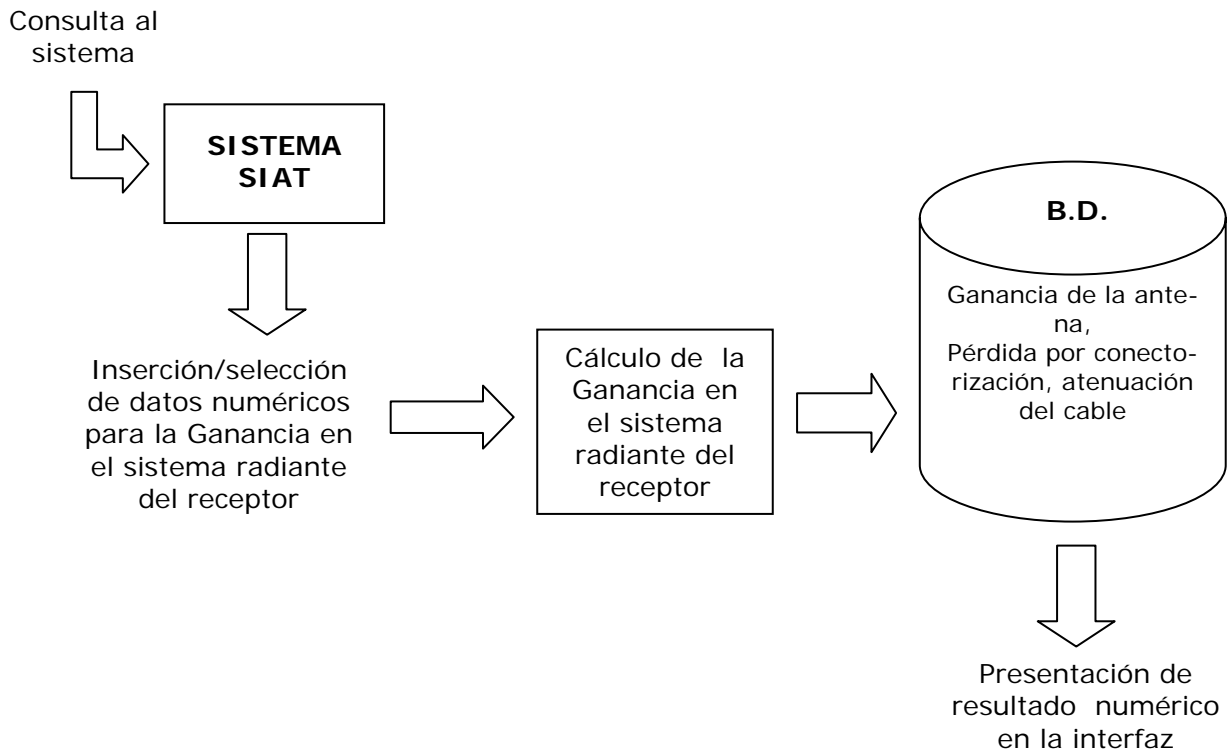 Consulta al
sistema
SISTEMA
SIAT
Inserción/selección
de datos numéricos
para la Ganancia en
el sistema radiante
del receptor
Cálculo de la
Ganancia en
el sistema
radiante del
receptor
B.D.
Ganancia de la ante-
na,
Pérdida por conecto-
rización, atenuación
del cable
Presentación de
resultado numérico
en la interfaz